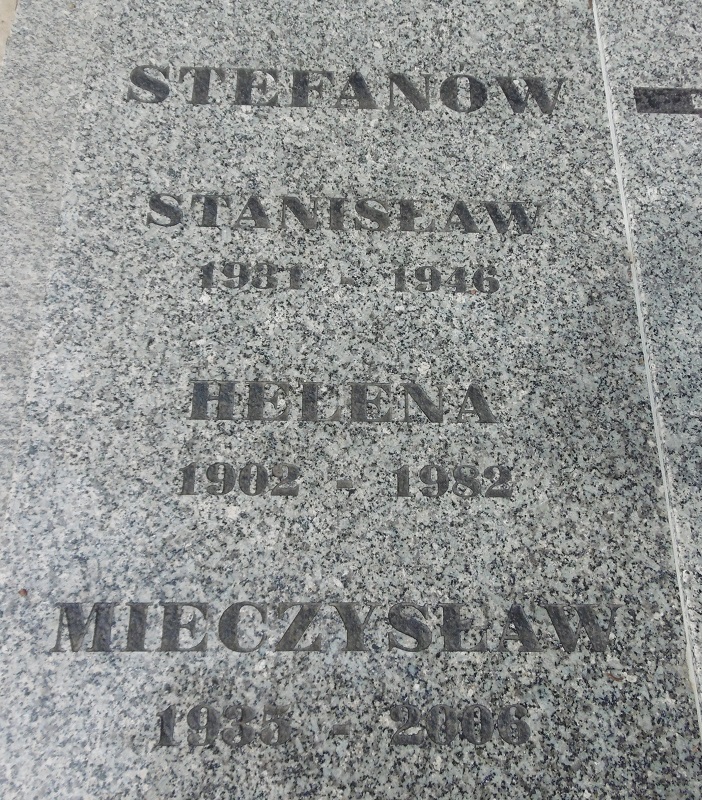 STEFANOW
STANISŁAW
1931 - 1946
HELENA
1902 - 1982
MIECZYSŁAW
1935 - 2006